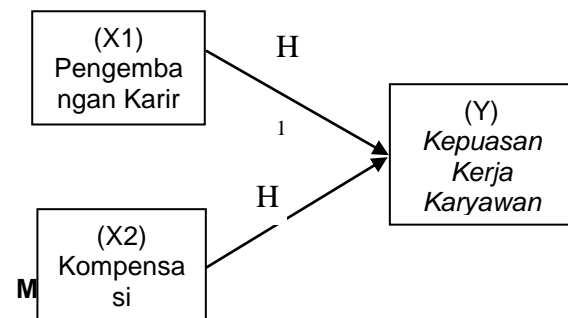 (X1)
Pengemba
ngan Karir
H
1
(Y)
Kepuasan
Kerja
Karyawan
H
(X2)
Kompensa
si
M